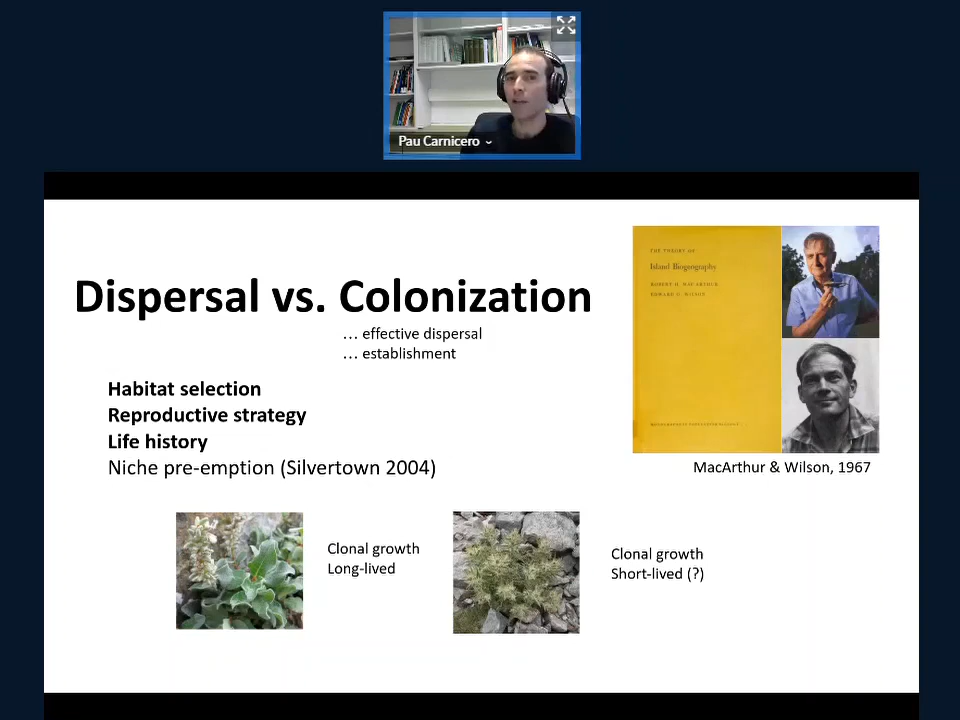 Pau Carnicero
THE THEORY OF
Island Biogeography
ROBERT H. MACARTHUR
EDWARD O. WILSON
Dispersal vs. Colonization
… effective dispersal
… establishment
Habitat selection
Reproductive strategy
Life history
Niche pre-emption (Silvertown 2004)
MacArthur & Wilson, 1967
Clonal growth
Long-lived
Clonal growth
Short-lived (?)